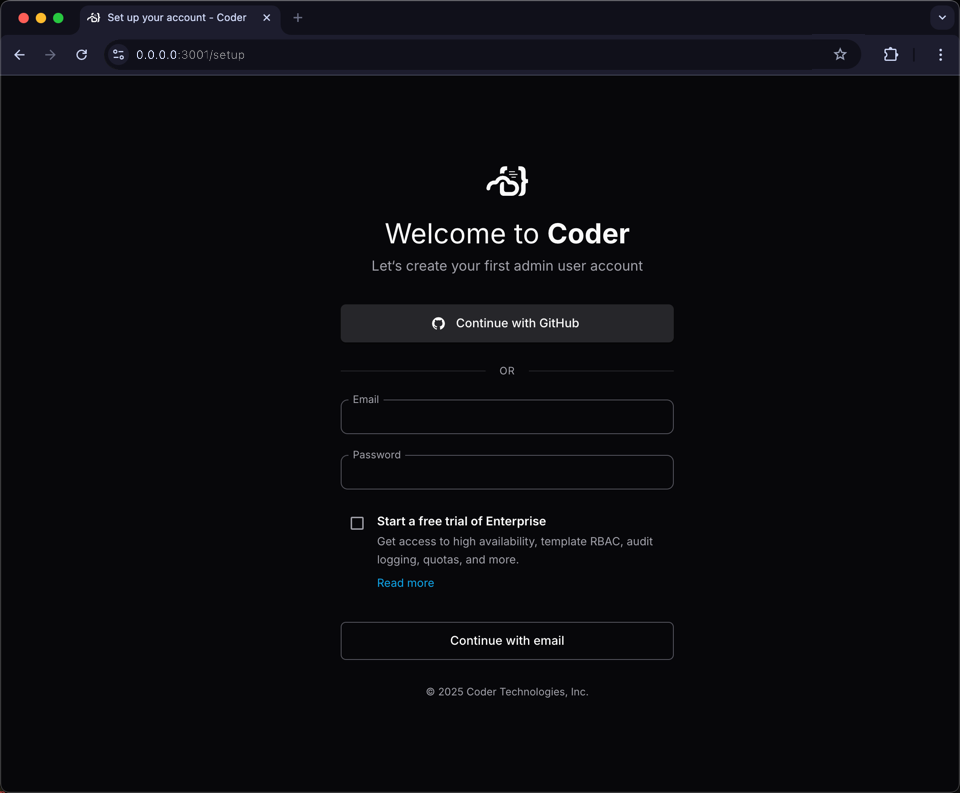 Set up your account - Coder
0.0.0.0:3001/setup
Welcome to Coder
Let's create your first admin user account
Continue with GitHub
OR
Email
Password
Start a free trial of Enterprise
Get access to high availability, template RBAC, audit
logging, quotas, and more.
Read more
Continue with email
© 2025 Coder Technologies, Inc.